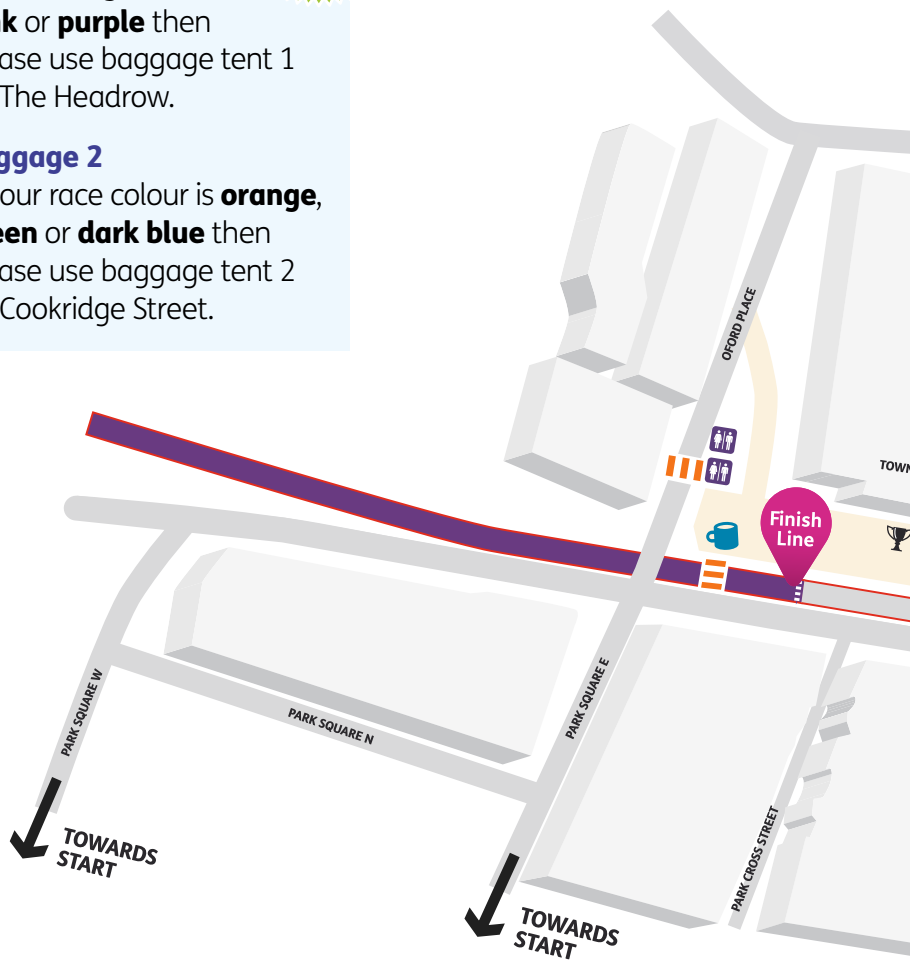 k or purple then
ase use baggage tent 1
The Headrow.
ggage 2
our race colour is orange,
een or dark blue then
ase use baggage tent 2
Cookridge Street.
OFORD PLACE
TOWN
Finish
Line
PARK SQUARE W
PARK SQUARE N
PARK SQUARE E
PARK CROSS STREET
TOWARDS
START
TOWARDS
START